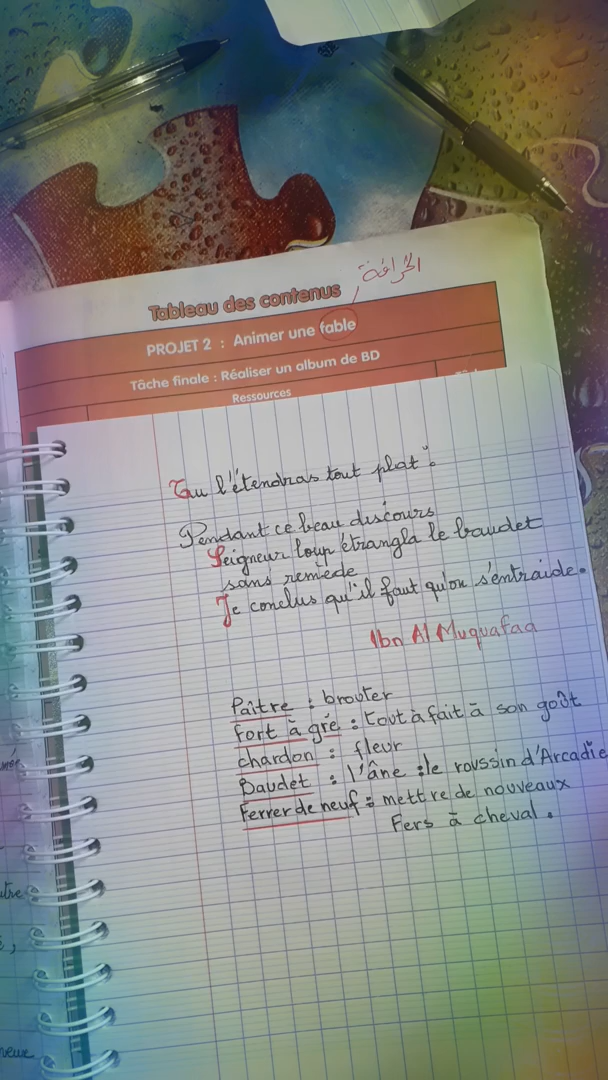 الخرافة
Tableau des contenus
PROJET 2 : Animer une fable
Tâche finale : Réaliser un album de BD
Ressources
Tu l'étendras tout plat".
Pendant ce beau discours
Seigneur loup étrangla le baudet
sans remède
Je conclus qu'il faut qu'on s'entraide.
Ibn Al Muquafaa
Paître : brouter
fort à gré : tout à fait à son goût
chardon : fleur
Baudet : l'âne : le roussin d'Arcadie
Ferrer de neuf : mettre de nouveaux
Fers à cheval.